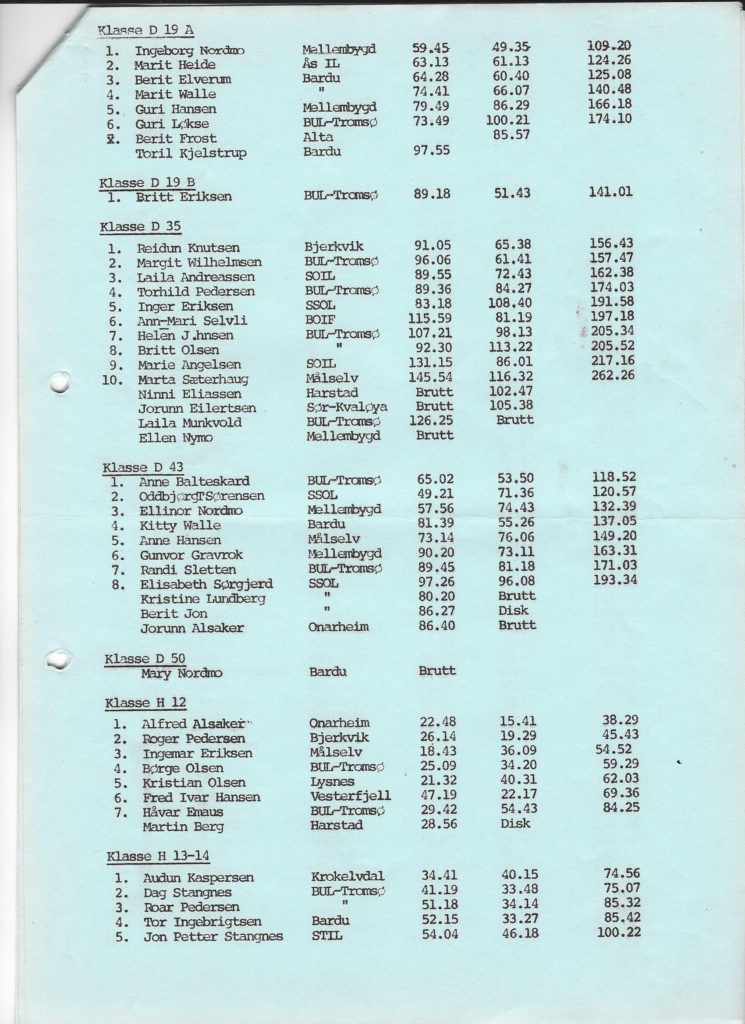 Klasse D 19 A
1. Ingeborg Nordmo Mellembygd 59.45 49.35 109.20
2. Marit Heide Ås IL 63.13 61.13 124.26
3. Berit Elverum Bardu 64.28 60.40 125.08
4. Marit Walle " 74.41 66.07 140.48
5. Guri Hansen Mellembygd 79.49 86.29 166.18
6. Guri Løkse BUL-Tromsø 73.49 100.21 174.10
Berit Frost Alta 85.57
Toril Kjelstrup Bardu 97.55
Klasse D 19 B
1. Britt Eriksen BUL-Tromsø 89.18 51.43 141.01
Klasse D 35
1. Reidun Knutsen Bjerkvik 91.05 65.38 156.43
2. Margit Wilhelmsen BUL-Tromsø 96.06 61.41 157.47
3. Laila Andreassen SOIL 89.55 72.43 162.38
4. Torhild Pedersen BUL-Tromsø 89.36 84.27 174.03
5. Inger Eriksen SSOL 83.18 108.40 191.58
6. Ann-Mari Selvli BOIF 115.59 81.19 197.18
7. Helen J.hnsen BUL-Tromsø 107.21 98.13 205.34
8. Britt Olsen " 92.30 113.22 205.52
9. Marie Angelsen SOIL 131.15 86.01 217.16
10. Marta Sæterhaug Målselv 145.54 116.32 262.26
Ninni Eliassen Harstad Brutt 102.47
Jorunn Eilertsen Sør-Kvaløya Brutt 105.38
Laila Munkvold BUL-Tromsø 126.25 Brutt
Ellen Nymo Mellembygd Brutt
Klasse D 43
1. Anne Balteskard BUL-Tromsø 65.02 53.50 118.52
2. OddbjørgTSørensen SSOL 49.21 71.36 120.57
3. Ellinor Nordmo Mellembygd 57.56 74.43 132.39
4. Kitty Walle Bardu 81.39 55.26 137.05
5. Anne Hansen Målselv 73.14 76.06 149.20
6. Gunvor Gravrok Mellembygd 90.20 73.11 163.31
7. Randi Sletten BUL-Tromsø 89.45 81.18 171.03
8. Elisabeth Sørgjerd SSOL 97.26 96.08 193.34
Kristine Lundberg " 80.20 Brutt
Berit Jon " 86.27 Disk
Jorunn Alsaker Onarheim 86.40 Brutt
Klasse D 50
Mary Nordmo Bardu Brutt
Klasse H 12
1. Alfred Alsaker Onarheim 22.48 15.41 38.29
2. Roger Pedersen Bjerkvik 26.14 19.29 45.43
3. Ingemar Eriksen Målselv 18.43 36.09 54.52
4. Børge Olsen BUL-Tromsø 25.09 34.20 59.29
5. Kristian Olsen Lysnes 21.32 40.31 62.03
6. Fred Ivar Hansen Vesterfjell 47.19 22.17 69.36
7. Håvar Emaus BUL-Tromsø 29.42 54.43 84.25
Martin Berg Harstad 28.56 Disk
Klasse H 13-14
1. Audun Kaspersen Krokelvdal 34.41 40.15 74.56
2. Dag Stangnes BUL-Tromsø 41.19 33.48 75.07
3. Roar Pedersen " 51.18 34.14 85.32
4. Tor Ingebrigtsen Bardu 52.15 33.27 85.42
5. Jon Petter Stangnes STIL 54.04 46.18 100.22